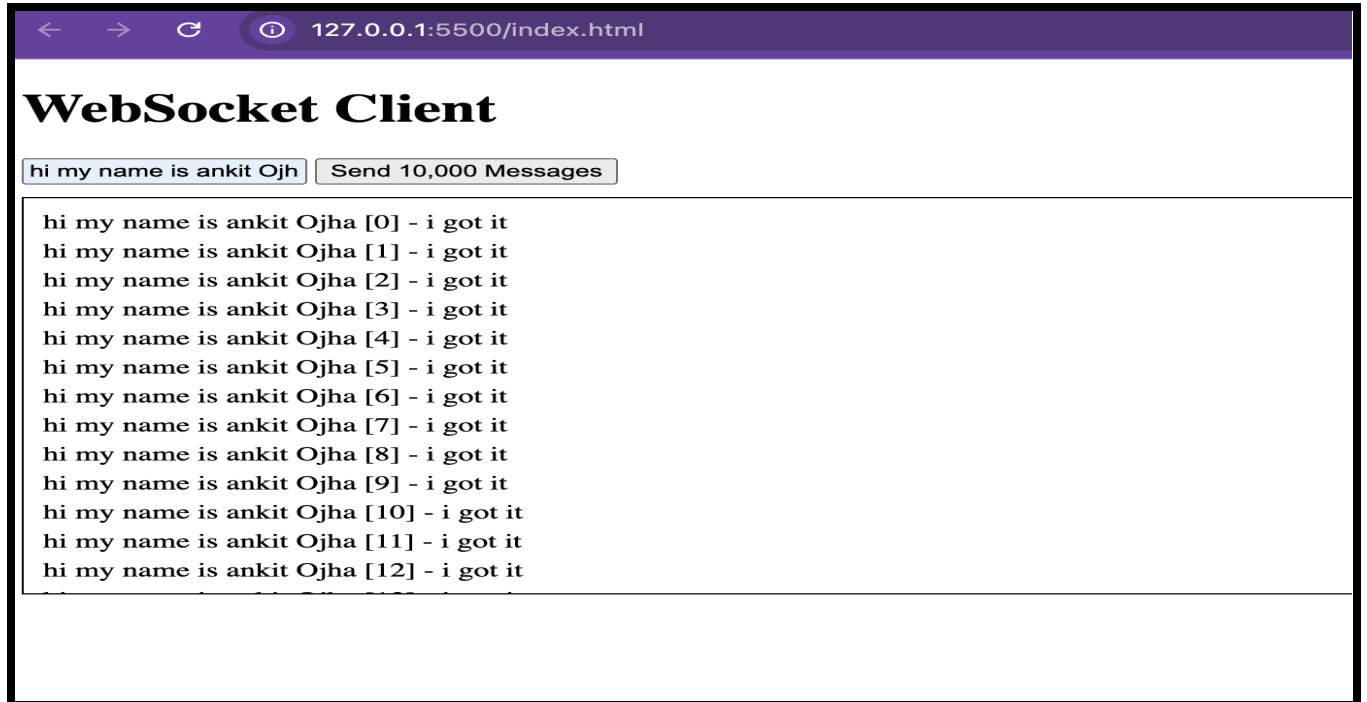 127.0.0.1:5500/index.html
WebSocket Client
hi my name is ankit Ojh Send 10,000 Messages
hi my name is ankit Ojha [0] - i got it
hi my name is ankit Ojha [1] - i got it
hi my name is ankit Ojha [2] - i got it
hi my name is ankit Ojha [3] - i got it
hi my name is ankit Ojha [4] - i got it
hi my name is ankit Ojha [5] - i got it
hi my name is ankit Ojha [6] - i got it
hi my name is ankit Ojha [7] - i got it
hi my name is ankit Ojha [8] - i got it
hi my name is ankit Ojha [9] - i got it
hi my name is ankit Ojha [10] - i got it
hi my name is ankit Ojha [11] - i got it
hi my name is ankit Ojha [12] - i got it